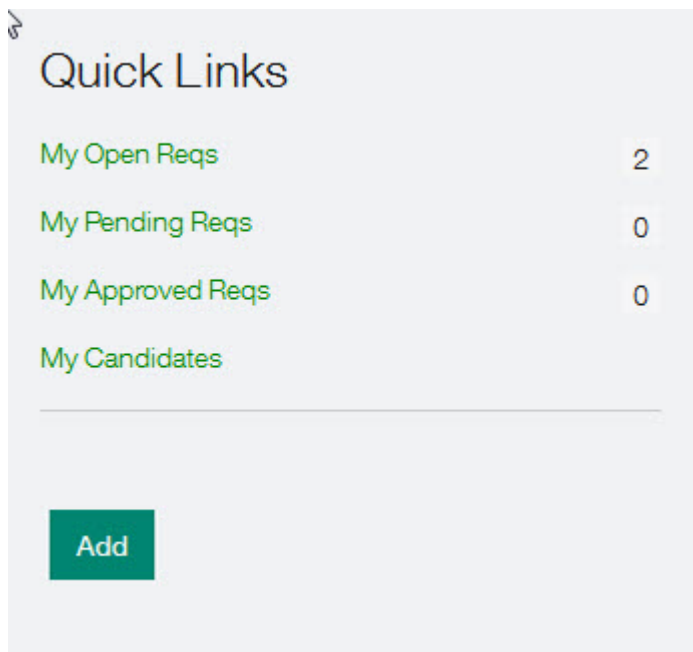 Quick Links
My Open Reqs 2
My Pending Reqs 0
My Approved Reqs 0
My Candidates
Add